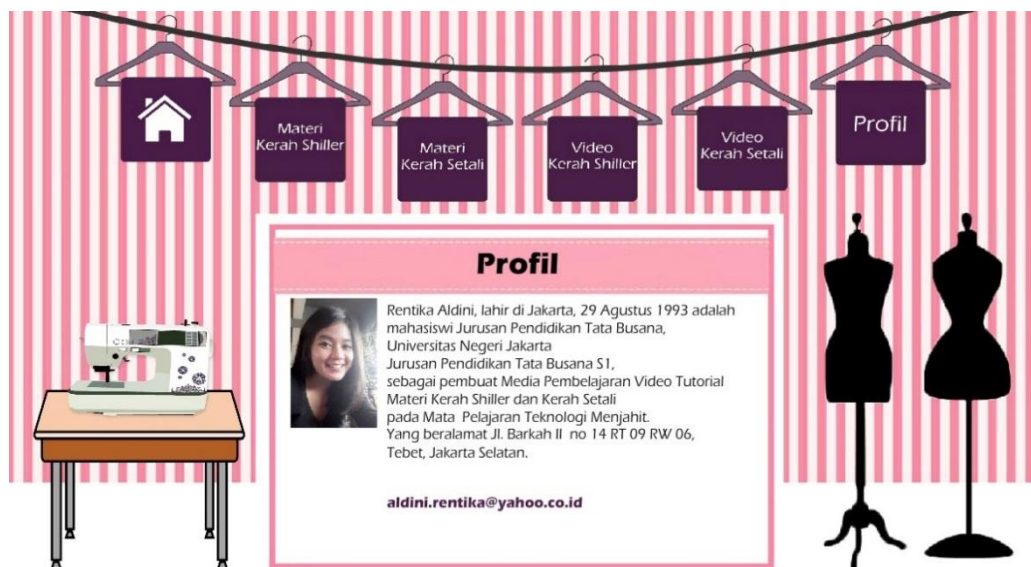 Materi
Kerah Shiller
Materi
Kerah Setali
Video
Kerah Shiller
Video
Kerah Setali
Profil
Profil
Rentika Aldini, lahir di Jakarta, 29 Agustus 1993 adalah
mahasiswi Jurusan Pendidikan Tata Busana,
Universitas Negeri Jakarta
Jurusan Pendidikan Tata Busana S1,
sebagai pembuat Media Pembelajaran Video Tutorial
Materi Kerah Shiller dan Kerah Setali
pada Mata Pelajaran Teknologi Menjahit.
Yang beralamat Jl. Barkah II no 14 RT 09 RW 06,
Tebet, Jakarta Selatan.
aldini.rentika@yahoo.co.id